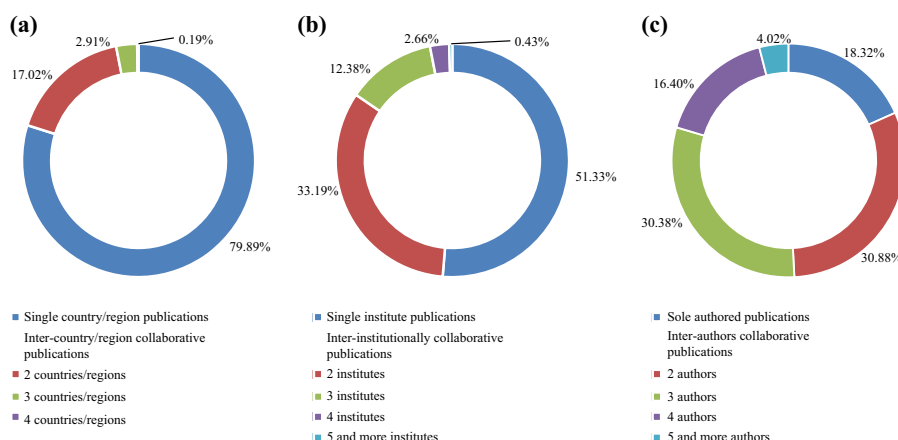 (a)
2.91%
0.19%
17.02%
79.89%
Single country/region publications
Inter-country/region collaborative
publications
2 countries/regions
3 countries/regions
4 countries/regions
(b)
2.66%
0.43%
12.38%
33.19%
51.33%
Single institute publications
Inter-institutionally collaborative
publications
2 institutes
3 institutes
4 institutes
5 and more institutes
(c)
4.02%
18.32%
16.40%
30.38%
30.88%
Sole authored publications
Inter-authors collaborative
publications
2 authors
3 authors
4 authors
5 and more authors